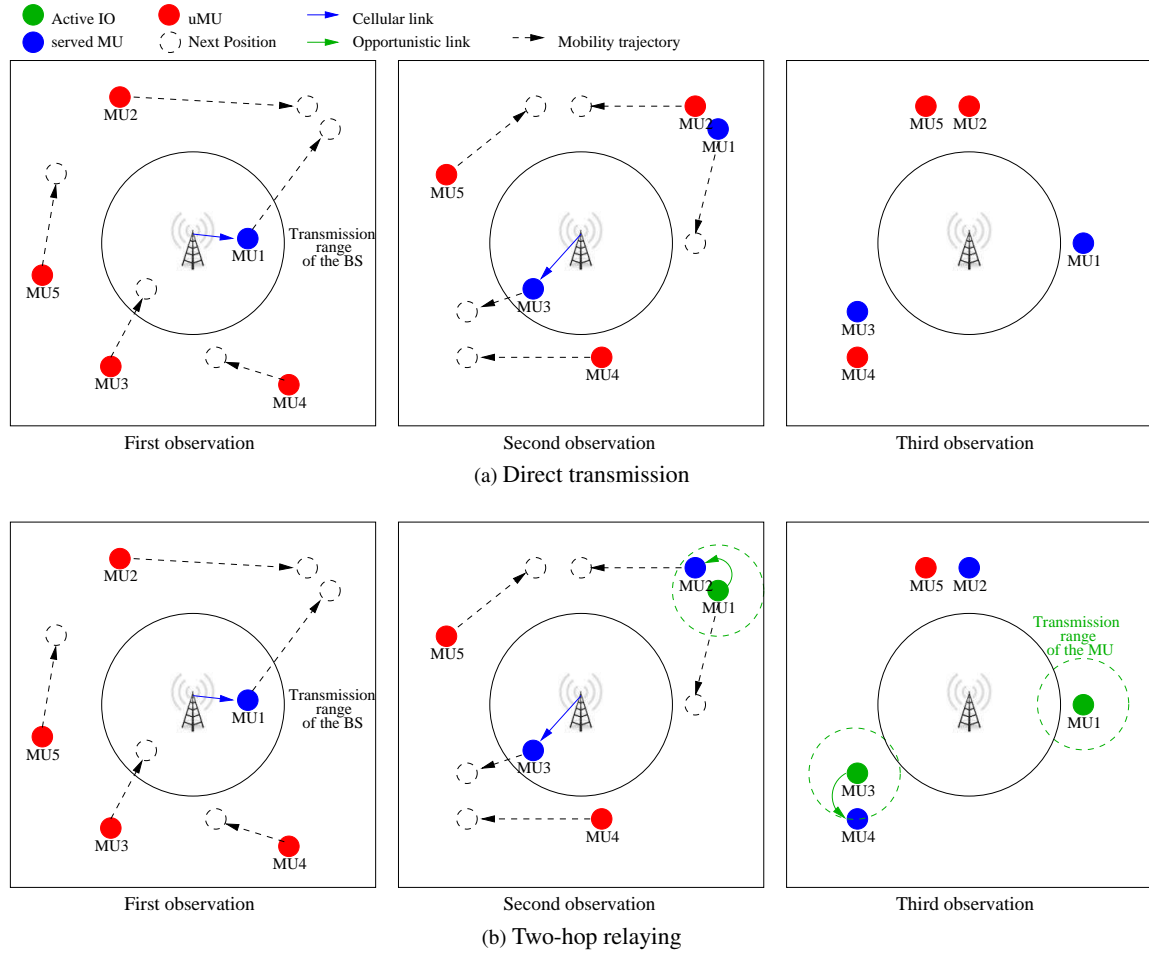 Active IO
uMU
Cellular link
served MU
Next Position
Opportunistic link
Mobility trajectory
MU2
MU1
Transmission
range
of the BS
MU5
MU3
MU4
First observation
MU2
MU1
MU5
MU3
MU4
Second observation
MU5
MU2
MU1
MU3
MU4
Third observation
(a) Direct transmission
MU2
MU1
Transmission
range
of the BS
MU5
MU3
MU4
First observation
MU2
MU1
MU5
MU3
MU4
Second observation
MU5
MU2
Transmission
range
of the MU
MU1
MU3
MU4
Third observation
(b) Two-hop relaying